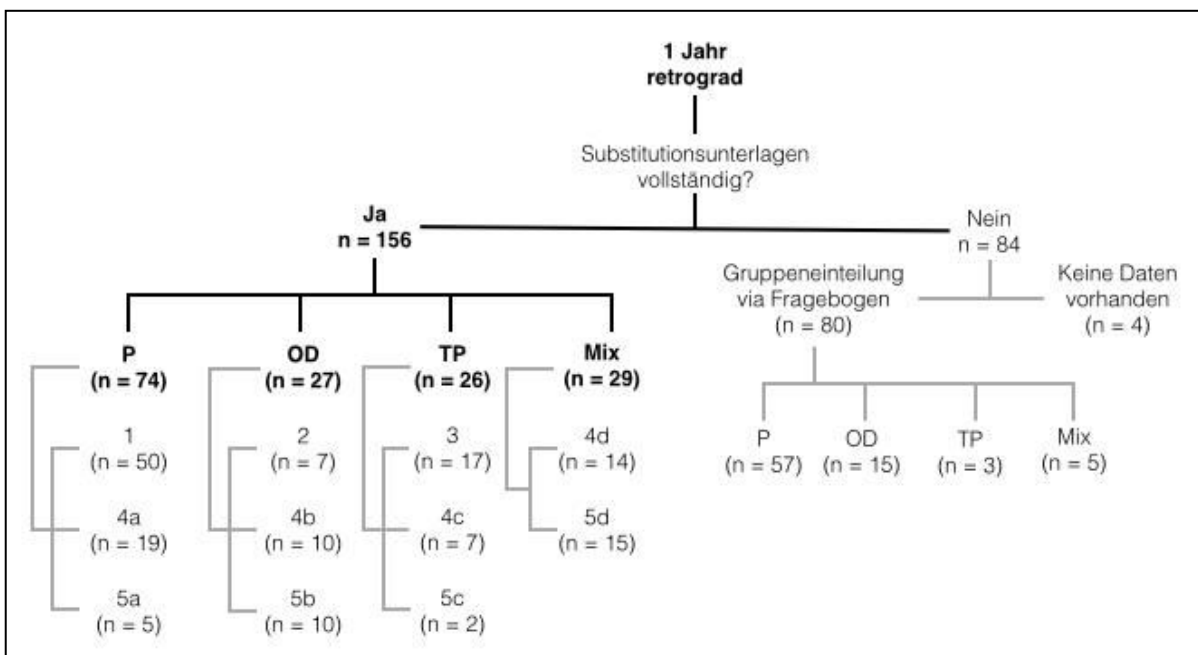 1 Jahr
retrograd
Substitutionsunterlagen
vollständig?
Ja
n = 156
Nein
n = 84
Gruppeneinteilung
via Fragebogen
(n = 80)
Keine Daten
vorhanden
(n = 4)
P
(n = 74)
OD
(n = 27)
TP
(n = 26)
Mix
(n = 29)
1
(n = 50)
2
(n = 7)
3
(n = 17)
4d
(n = 14)
4a
(n = 19)
4b
(n = 10)
4c
(n = 7)
5d
(n = 15)
5a
(n = 5)
5b
(n = 10)
5c
(n = 2)
P
(n = 57)
OD
(n = 15)
TP
(n = 3)
Mix
(n = 5)